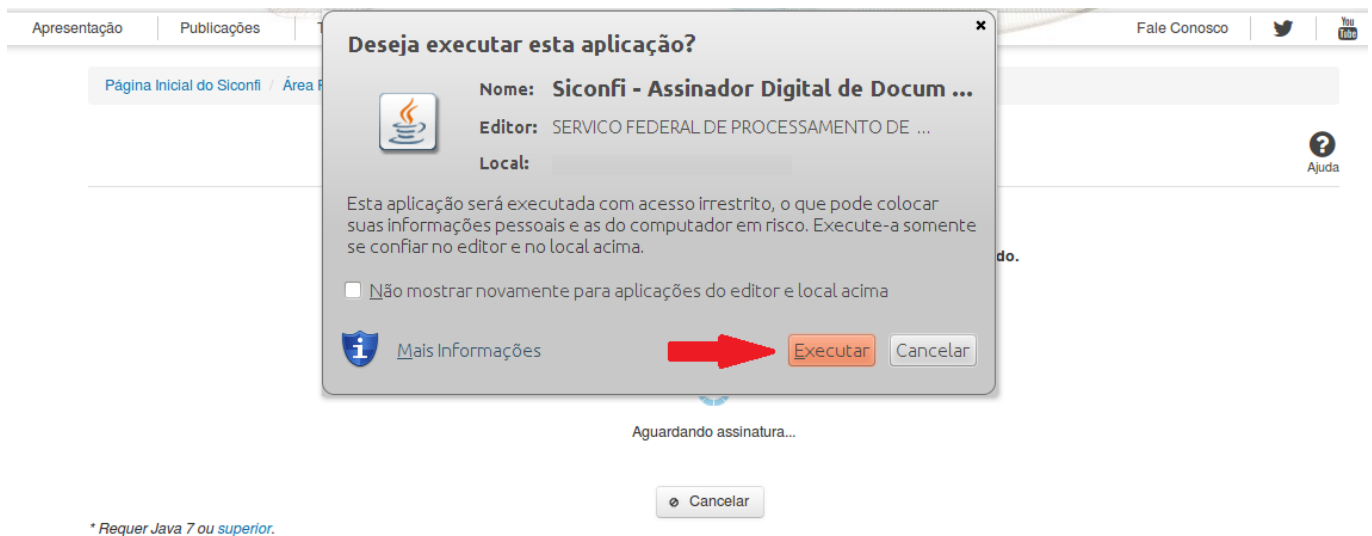 Apresentação Publicações T Fale Conosco You Tube
Deseja executar esta aplicação?
Página Inicial do Siconfi / Área
Nome: Siconfi - Assinador Digital de Docum ...
Editor: SERVICO FEDERAL DE PROCESSAMENTO DE ...
Local:
Ajuda
Esta aplicação será executada com acesso irrestrito, o que pode colocar
suas informações pessoais e as do computador em risco. Execute-a somente
se confiar no editor e no local acima.
do.
Não mostrar novamente para aplicações do editor e local acima
Mais Informações Executar Cancelar
Aguardando assinatura...
Cancelar
* Requer Java 7 ou superior.